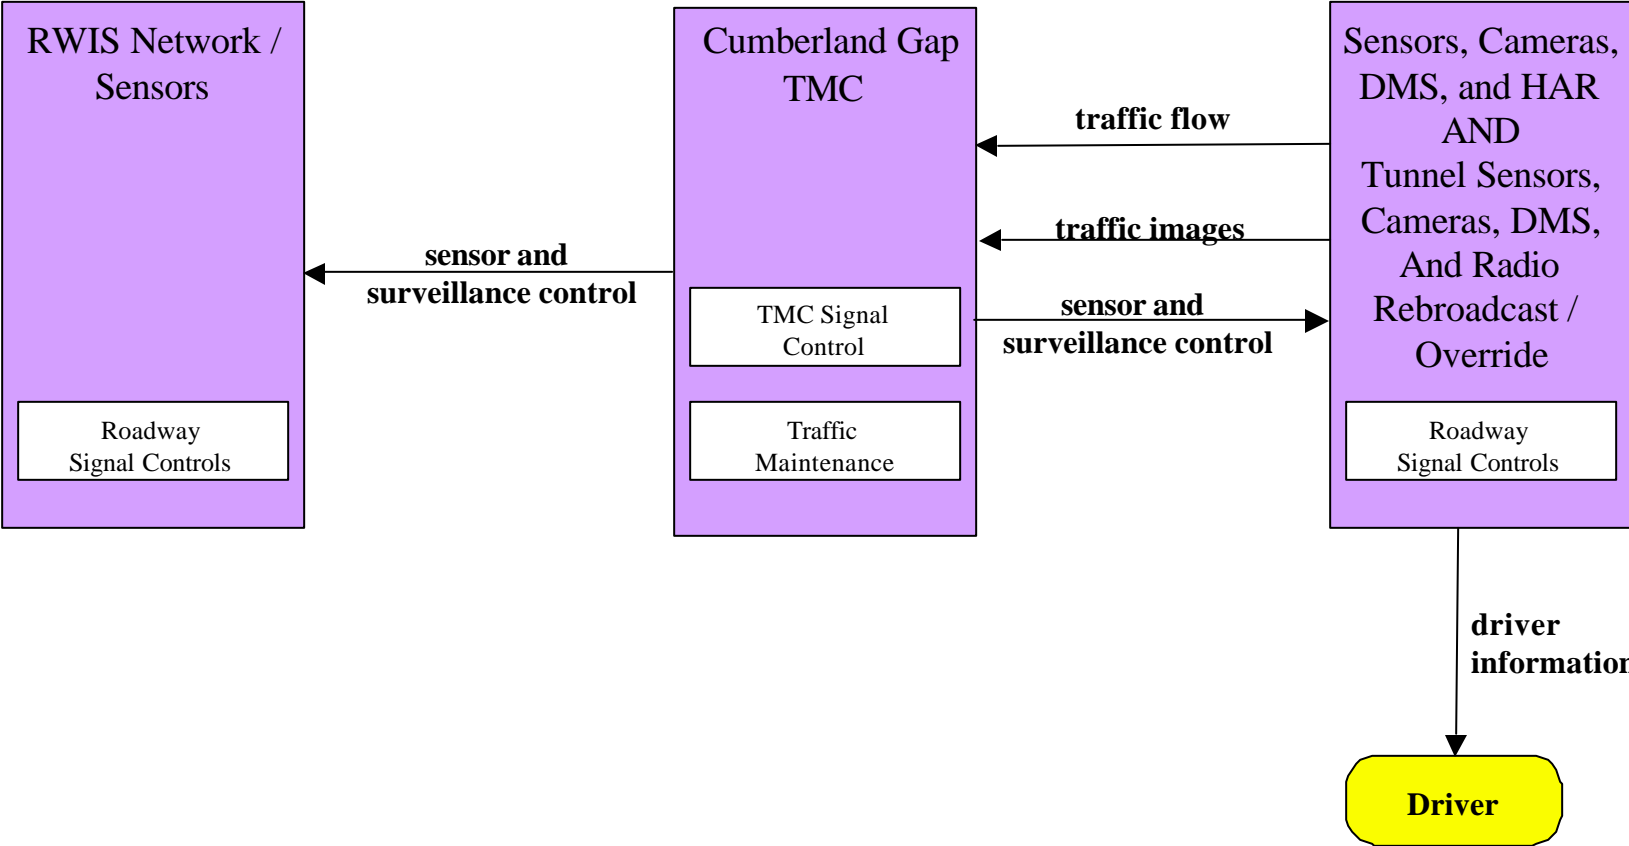 RWIS Network /
Sensors
Roadway
Signal Controls
sensor and
surveillance control
Cumberland Gap
TMC
TMC Signal
Control
Traffic
Maintenance
traffic flow
traffic images
sensor and
surveillance control
Sensors, Cameras,
DMS, and HAR
AND
Tunnel Sensors,
Cameras, DMS,
And Radio
Rebroadcast /
Override
Roadway
Signal Controls
driver
information
Driver